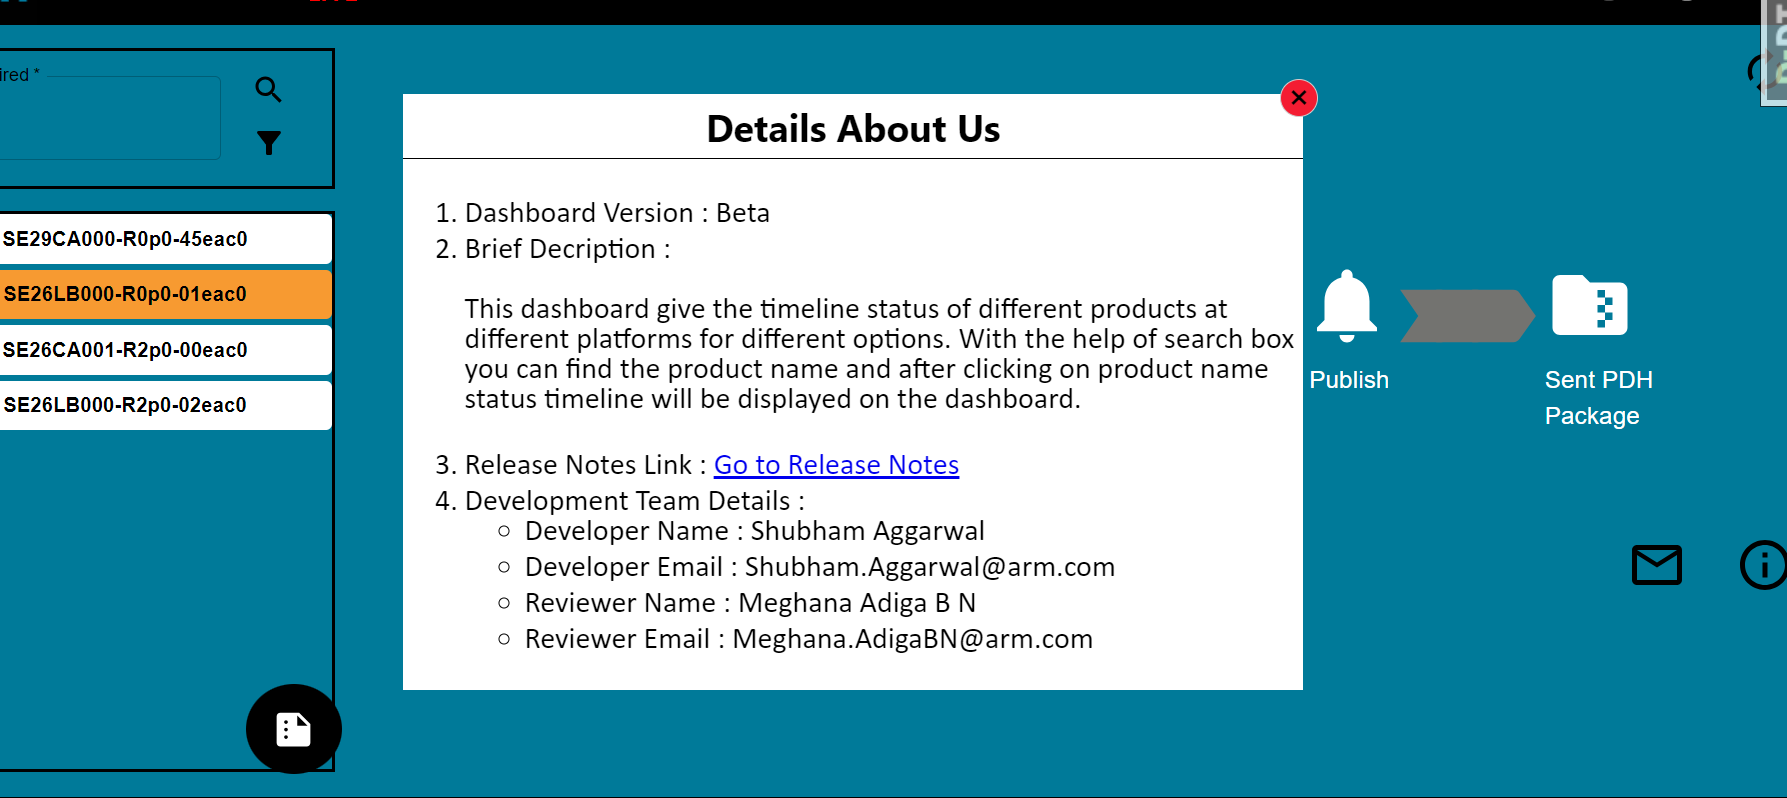 ired *
SE29CA000-R0p0-45eac0
SE26LB000-R0p0-01eac0
SE26CA001-R2p0-00eac0
SE26LB000-R2p0-02eac0
Details About Us
1. Dashboard Version : Beta
2. Brief Decription :
This dashboard give the timeline status of different products at
different platforms for different options. With the help of search box
you can find the product name and after clicking on product name
status timeline will be displayed on the dashboard.
3. Release Notes Link : Go to Release Notes
4. Development Team Details :
Developer Name : Shubham Aggarwal
Developer Email : Shubham.Aggarwal@arm.com
Reviewer Name : Meghana Adiga B N
Reviewer Email : Meghana.AdigaBN@arm.com
Publish
Sent PDH
Package